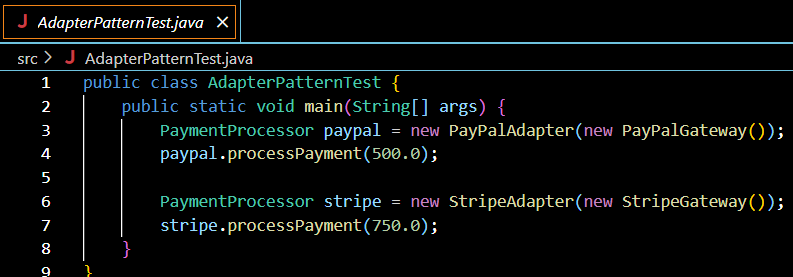 J AdapterPatternTest.java ×
src > J AdapterPatternTest.java
1 public class AdapterPatternTest {
2 public static void main(String[] args) {
3 PaymentProcessor paypal = new PayPalAdapter(new PayPalGateway());
4 paypal.processPayment(500.0);
5
6 PaymentProcessor stripe = new StripeAdapter(new StripeGateway());
7 stripe.processPayment(750.0);
8 }
9 }